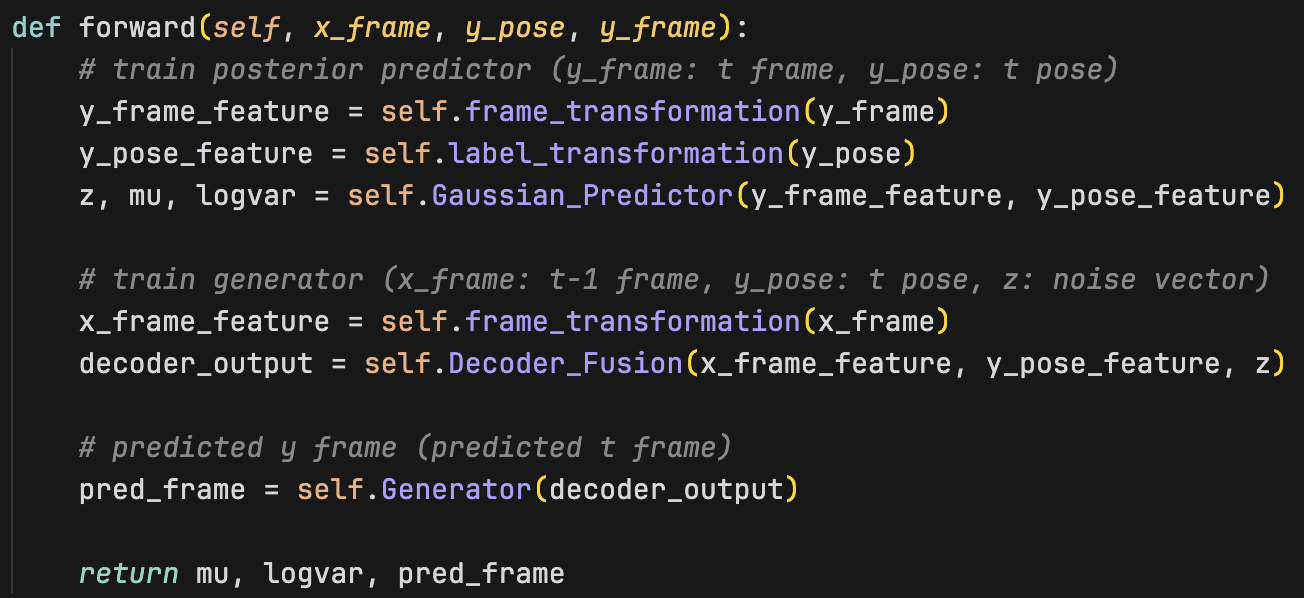 def forward(self, x_frame, y_pose, y_frame):
    # train posterior predictor (y_frame: t frame, y_pose: t pose)
    y_frame_feature = self.frame_transformation(y_frame)
    y_pose_feature = self.label_transformation(y_pose)
    z, mu, logvar = self.Gaussian_Predictor(y_frame_feature, y_pose_feature)

    # train generator (x_frame: t-1 frame, y_pose: t pose, z: noise vector)
    x_frame_feature = self.frame_transformation(x_frame)
    decoder_output = self.Decoder_Fusion(x_frame_feature, y_pose_feature, z)

    # predicted y frame (predicted t frame)
    pred_frame = self.Generator(decoder_output)

    return mu, logvar, pred_frame